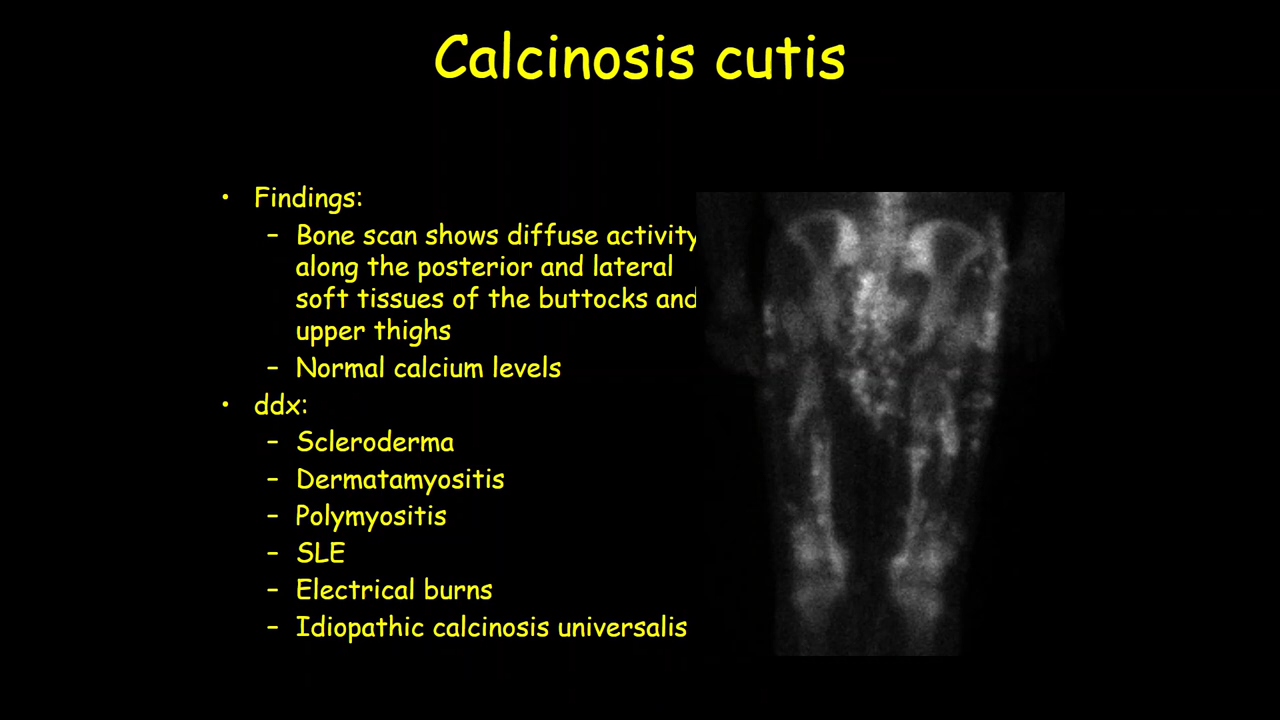 Calcinosis cutis
• Findings:
– Bone scan shows diffuse activity
along the posterior and lateral
soft tissues of the buttocks and
upper thighs
– Normal calcium levels
• ddx:
– Scleroderma
– Dermatamyositis
– Polymyositis
– SLE
– Electrical burns
– Idiopathic calcinosis universalis